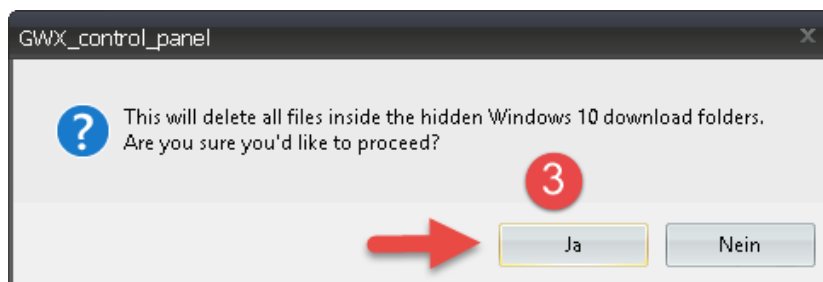 GWX_control_panel
This will delete all files inside the hidden Windows 10 download folders.
Are you sure you'd like to proceed?
3
Ja
Nein